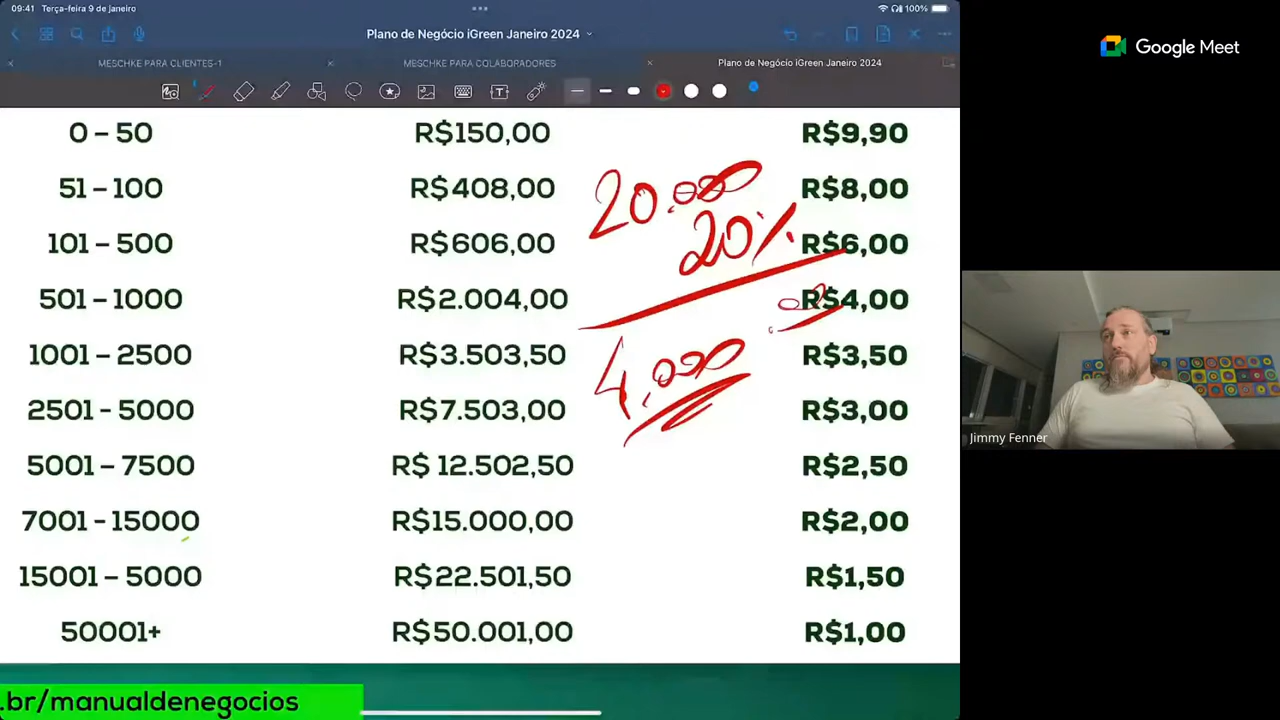 09:41 Terça-feira 9 de Janeiro
100%
Plano de Negócio iGreen Janeiro 2024
MESCHKE PARA CLIENTES-1
MESCHKE PARA COLABORADORES
Plano de Negócio iGreen Janeiro 2024
Google Meet
0 – 50 R$150,00 R$9,90
51 – 100 R$408,00 R$8,00
101 – 500 R$606,00 R$6,00
501 – 1000 R$2.004,00 R$4,00
1001 – 2500 R$3.503,50 R$3,50
2501 – 5000 R$7.503,00 R$3,00
5001 – 7500 R$ 12.502,50 R$2,50
7001 – 15000 R$15.000,00 R$2,00
15001 – 5000 R$22.501,50 R$1,50
50001+ R$50.001,00 R$1,00
20.000
20%
4.000
Jimmy Fenner
.br/manualdenegocios